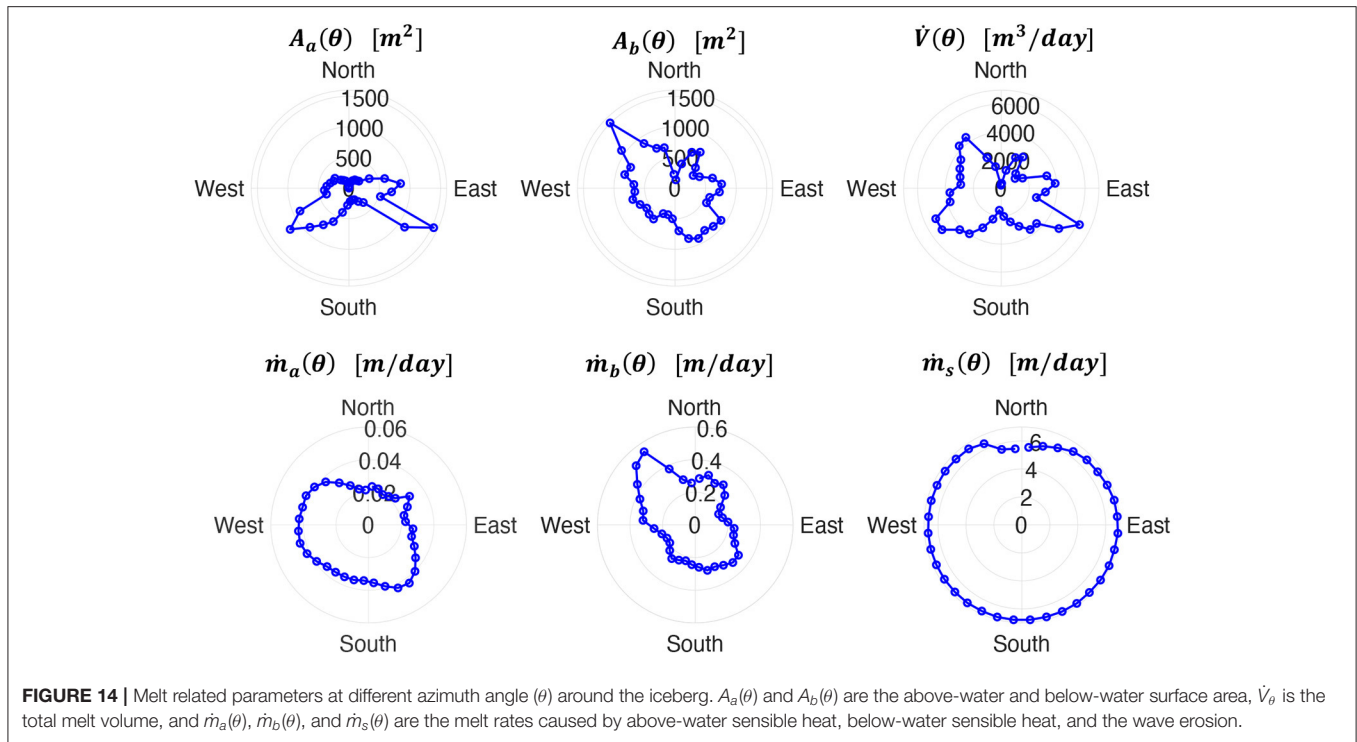 A_a(θ) [m²] A_b(θ) [m²] V̇(θ) [m³/day]
North North North
1500 1500 6000
1000 1000 4000
500 500 2000
West 0 East West 0 East West 0 East
South South South
ṁ_a(θ) [m/day] ṁ_b(θ) [m/day] ṁ_s(θ) [m/day]
North North North
0.06 0.6 6
0.04 0.4 4
0.02 0.2 2
West 0 East West 0 East West 0 East
South South South
FIGURE 14 | Melt related parameters at different azimuth angle (θ) around the iceberg. A_a(θ) and A_b(θ) are the above-water and below-water surface area, V̇_θ is the
total melt volume, and ṁ_a(θ), ṁ_b(θ), and ṁ_s(θ) are the melt rates caused by above-water sensible heat, below-water sensible heat, and the wave erosion.